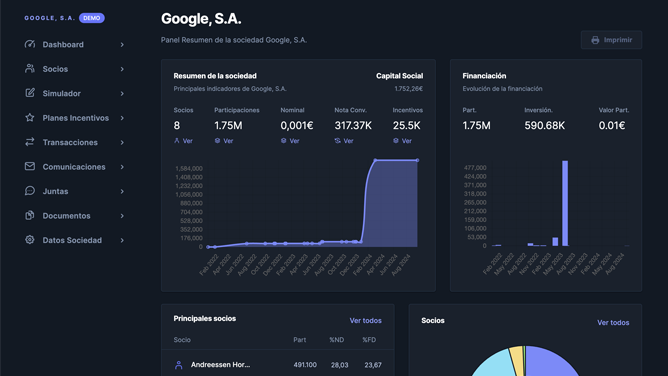 GOOGLE, S.A. DEMO
Dashboard
Socios
Simulador
Planes Incentivos
Transacciones
Comunicaciones
Juntas
Documentos
Datos Sociedad
Google, S.A.
Panel Resumen de la sociedad Google, S.A.
Imprimir
Resumen de la sociedad
Capital Social
Principales indicadores de Google, S.A.
1.752,26€
Socios Participaciones Nominal Nota Conv. Incentivos
8 1.75M 0,001€ 317.37K 25.5K
Ver Ver Ver Ver Ver
1,584,000
1,408,000
1,232,000
1,056,000
880,000
704,000
528,000
352,000
176,000
0
Feb 2022 Apr 2022 Jun 2022 Aug 2022 Oct 2022 Dec 2022 Feb 2023 Apr 2023 Jun 2023 Aug 2023 Oct 2023 Dec 2023 Feb 2024 Apr 2024 Jun 2024 Aug 2024
Financiación
Evolución de la financiación
Part. Inversión. Valor Part.
1.75M 590.68K 0.01€
477,000
424,000
371,000
318,000
265,000
212,000
159,000
106,000
53,000
0
Feb 2022 May 2022 Aug 2022 Nov 2022 Feb 2023 May 2023 Aug 2023 Nov 2023 Feb 2024 May 2024 Aug 2024
Principales socios
Ver todos
Socio Part %ND %FD
Andreessen Hor... 491.100 28,03 23,67
Socios
Ver todos